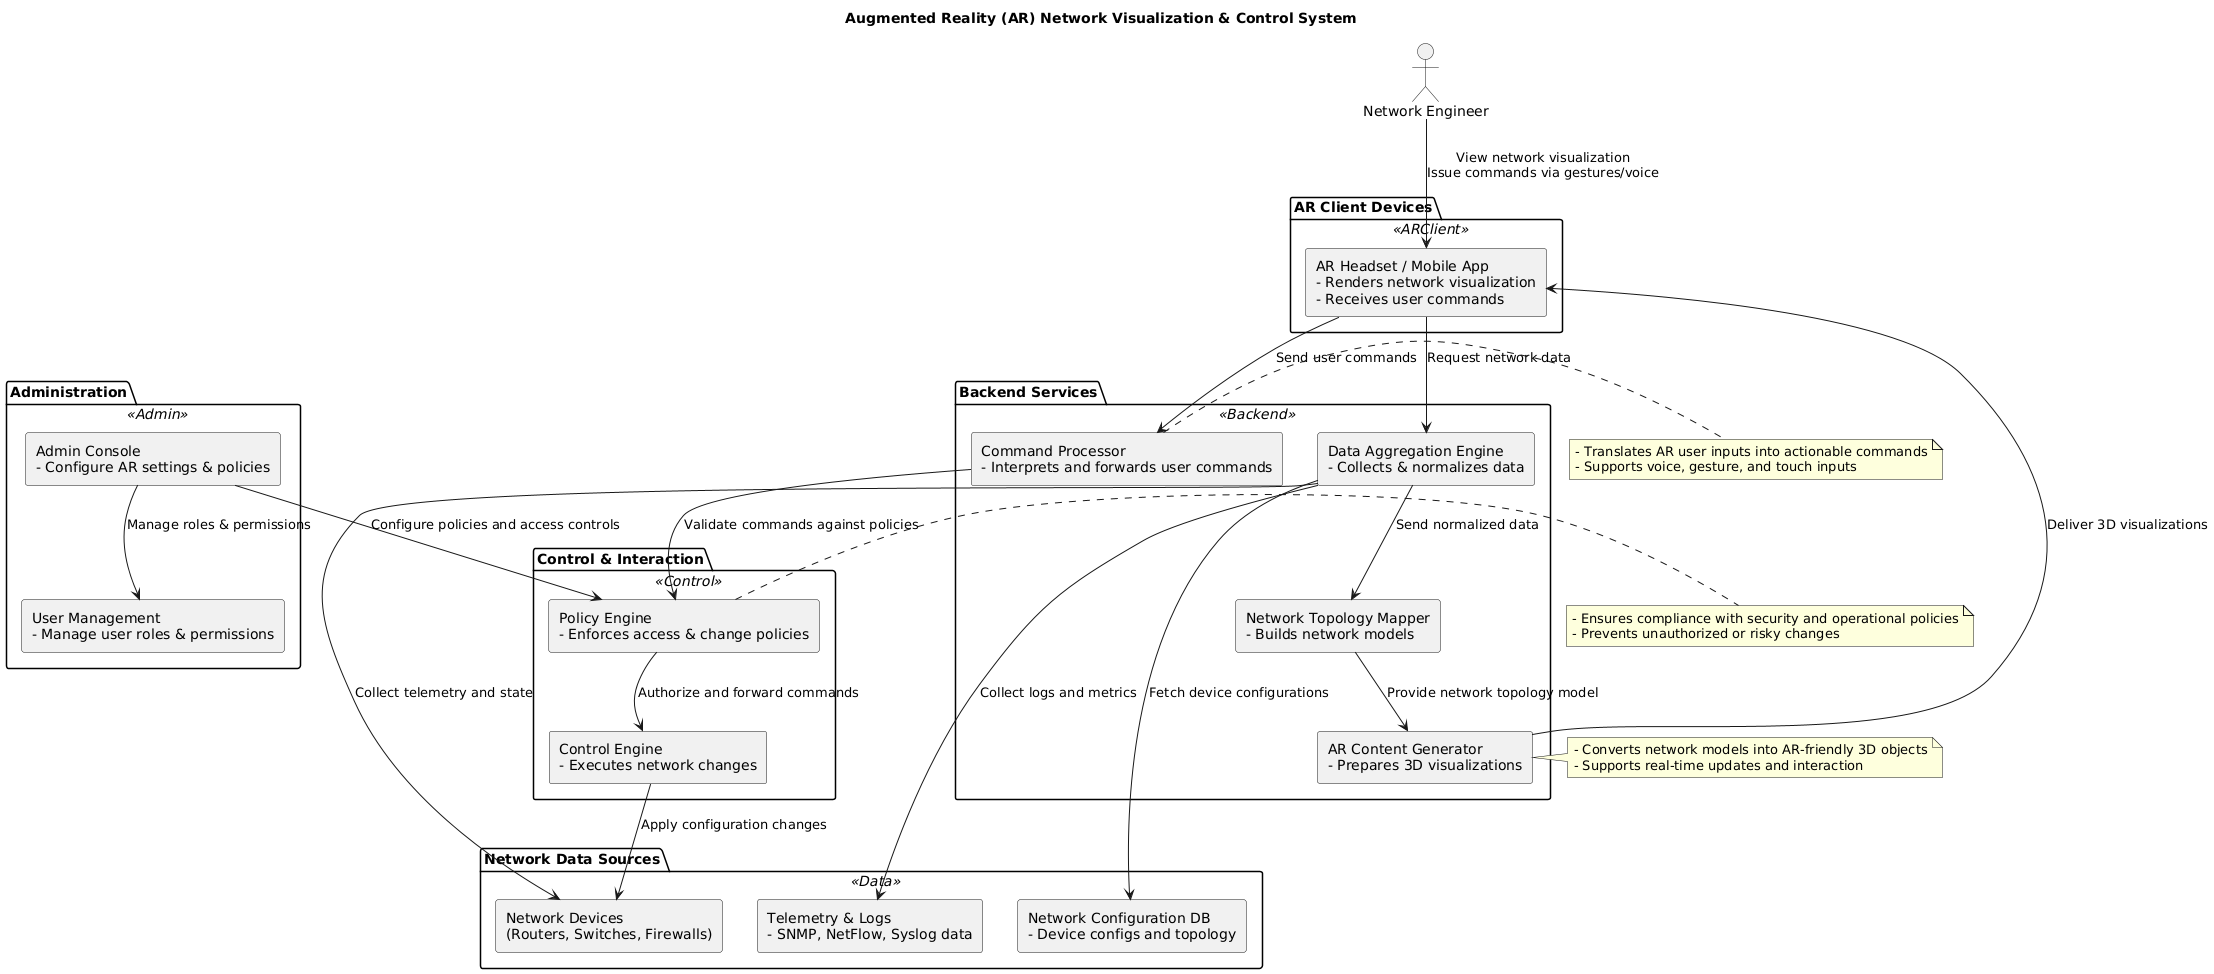 Augmented Reality (AR) Network Visualization & Control System
Network Engineer
View network visualization
Issue commands via gestures/voice
AR Client Devices
«ARClient»
AR Headset / Mobile App
- Renders network visualization
- Receives user commands
Send user commands
Request network data
Administration
«Admin»
Admin Console
- Configure AR settings & policies
Backend Services
«Backend»
Command Processor
- Interprets and forwards user commands
Data Aggregation Engine
- Collects & normalizes data
- Translates AR user inputs into actionable commands
- Supports voice, gesture, and touch inputs
Manage roles & permissions
Configure policies and access controls
Validate commands against policies
Send normalized data
Deliver 3D visualizations
Control & Interaction
«Control»
User Management
- Manage user roles & permissions
Policy Engine
- Enforces access & change policies
Network Topology Mapper
- Builds network models
- Ensures compliance with security and operational policies
- Prevents unauthorized or risky changes
Collect telemetry and state
Authorize and forward commands
Collect logs and metrics
Fetch device configurations
Provide network topology model
Control Engine
- Executes network changes
AR Content Generator
- Prepares 3D visualizations
- Converts network models into AR-friendly 3D objects
- Supports real-time updates and interaction
Apply configuration changes
Network Data Sources
«Data»
Network Devices
(Routers, Switches, Firewalls)
Telemetry & Logs
- SNMP, NetFlow, Syslog data
Network Configuration DB
- Device configs and topology